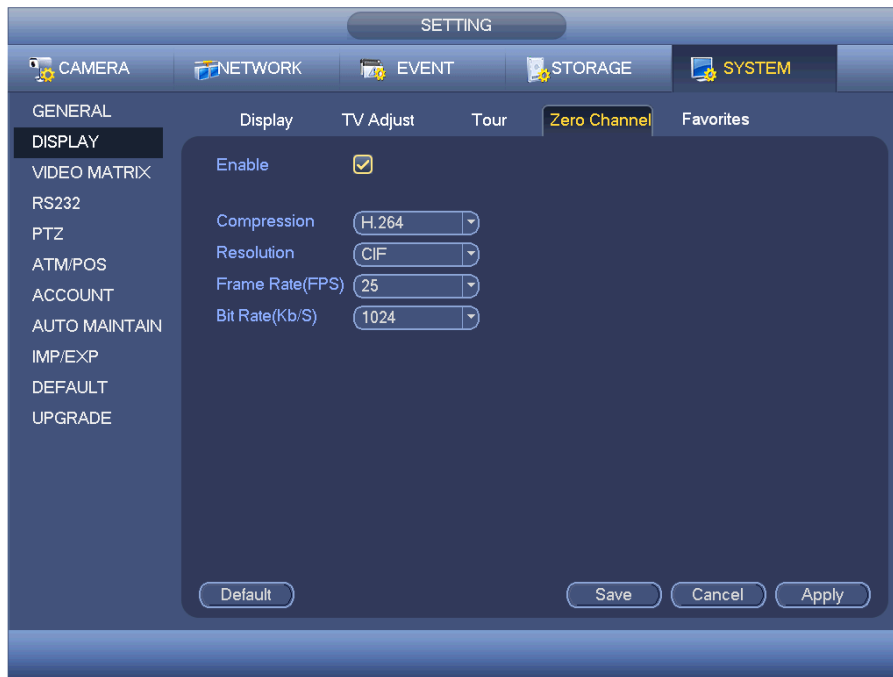 SETTING
CAMERA NETWORK EVENT STORAGE SYSTEM
GENERAL
DISPLAY
VIDEO MATRIX
RS232
PTZ
ATM/POS
ACCOUNT
AUTO MAINTAIN
IMP/EXP
DEFAULT
UPGRADE
Display TV Adjust Tour Zero Channel Favorites
Enable
Compression H.264
Resolution CIF
Frame Rate(FPS) 25
Bit Rate(Kb/S) 1024
Default Save Cancel Apply